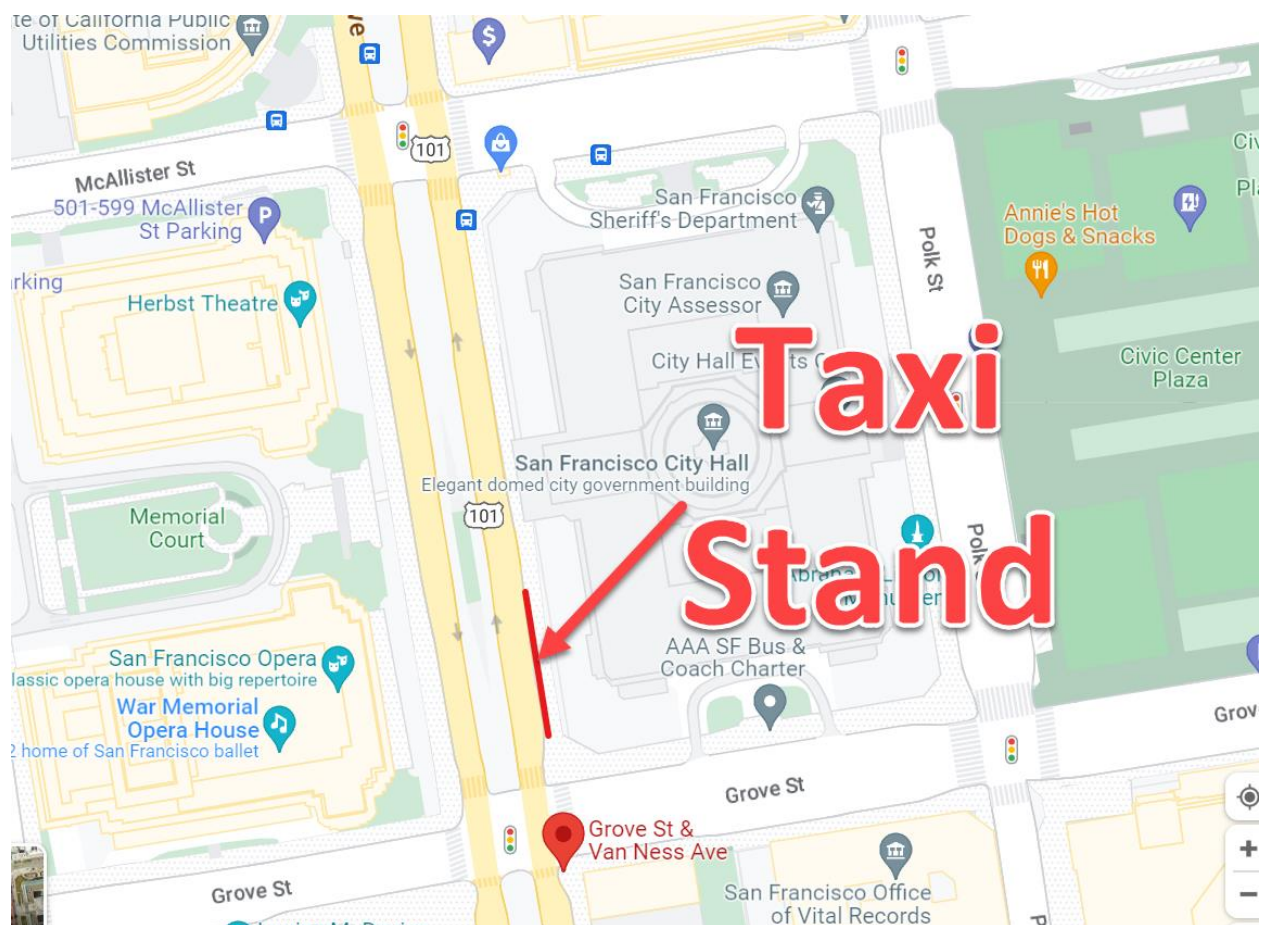 te of California Public
Utilities Commission
ve
$
McAllister St
101
501-599 McAllister
St Parking
P
rking
Herbst Theatre
San Francisco
Sheriff's Department
Polk St
Annie's Hot
Dogs & Snacks
Civ
Pl
San Francisco
City Assessor
City Hall Ev ts C
Taxi
Civic Center
Plaza
San Francisco City Hall
Elegant domed city government building
101
Memorial
Court
Stand
Polk
San Francisco Opera
lassic opera house with big repertoire
War Memorial
Opera House
2 home of San Francisco ballet
AAA SF Bus &
Coach Charter
Grov
Grove St
Grove St &
Van Ness Ave
Grove St
San Francisco Office
of Vital Records
P